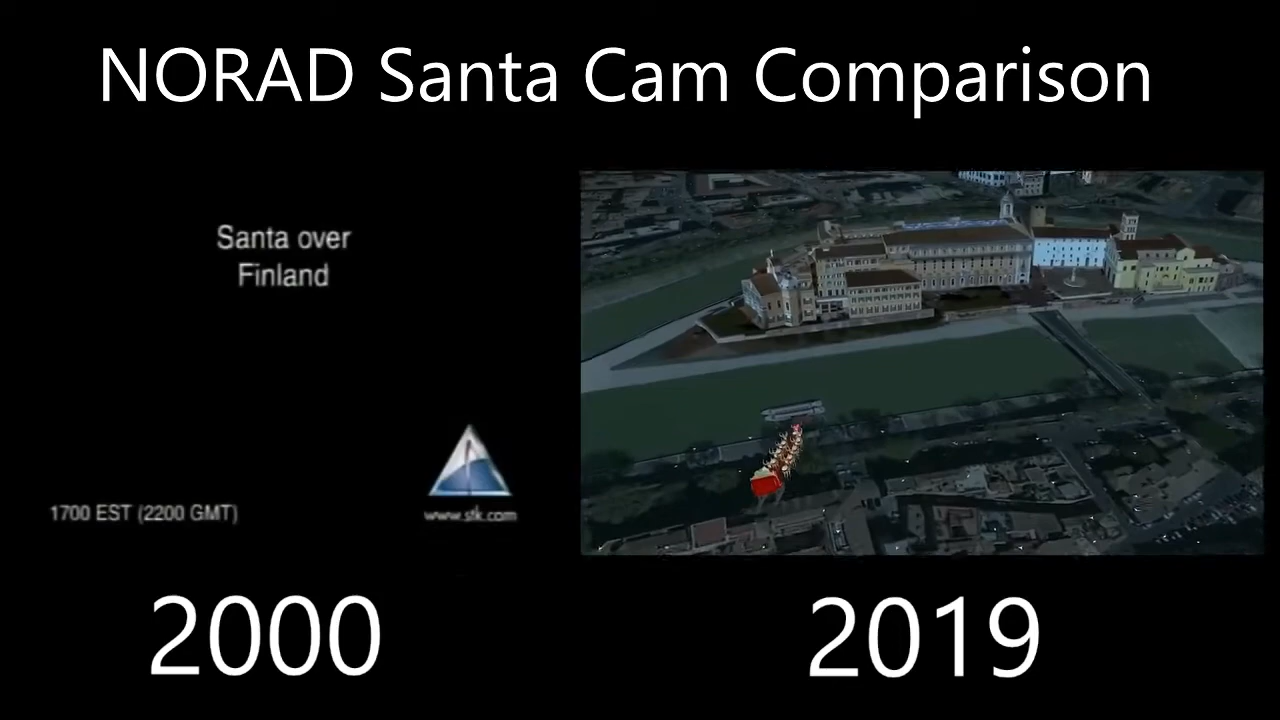 NORAD Santa Cam Comparison
Santa over
Finland
1700 EST (2200 GMT)
www.stk.com
2000
2019